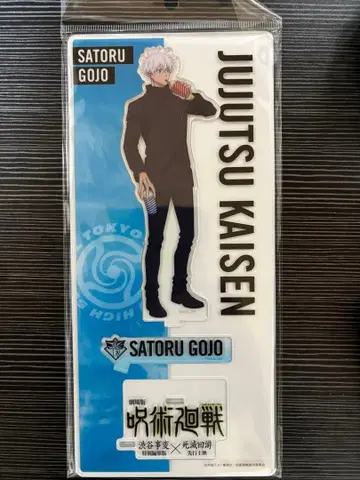 SATORU
GOJO
JUJUTSU KAISEN
TOKYO
HIGH S
SATORU GOJO
劇場版
呪術廻戦
渋谷事変 × 死滅回游
特別編集版 先行上映